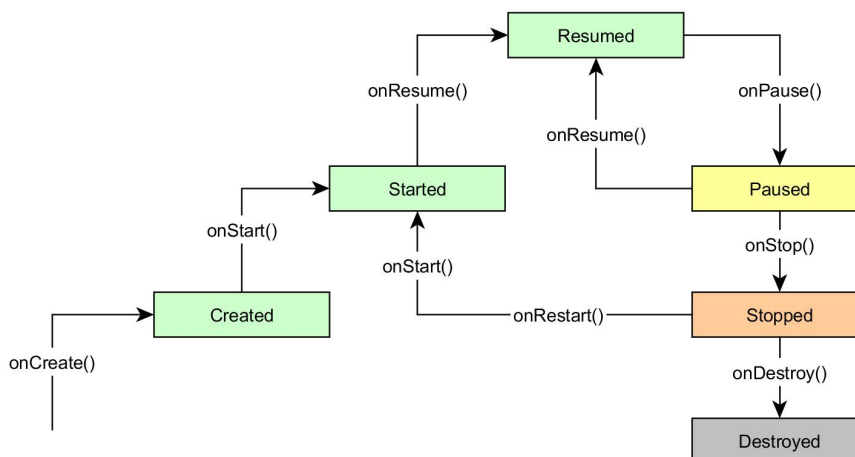 Resumed
onResume()
onPause()
onResume()
Started
Paused
onStart()
onStop()
onStart()
Created
onRestart()
Stopped
onCreate()
onDestroy()
Destroyed